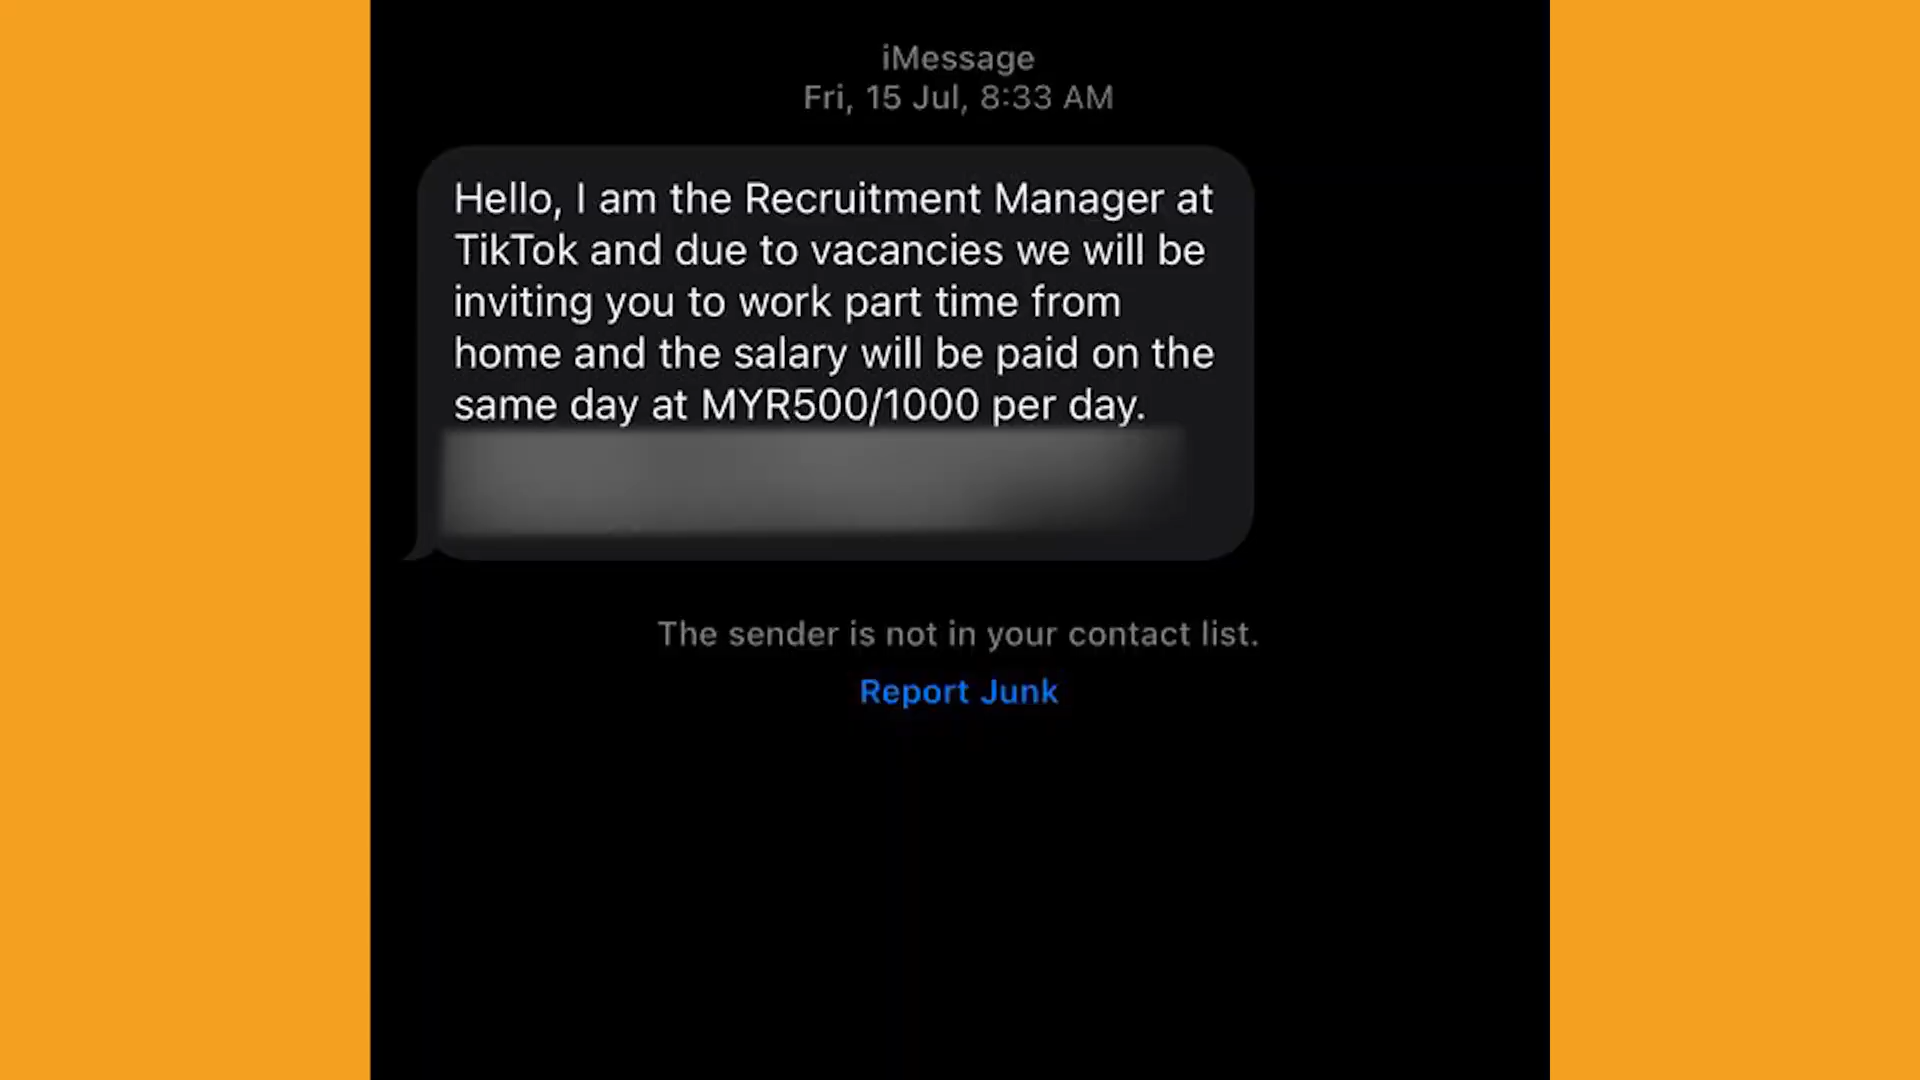 iMessage
Fri, 15 Jul, 8:33 AM
Hello, I am the Recruitment Manager at
TikTok and due to vacancies we will be
inviting you to work part time from
home and the salary will be paid on the
same day at MYR500/1000 per day.
The sender is not in your contact list.
Report Junk